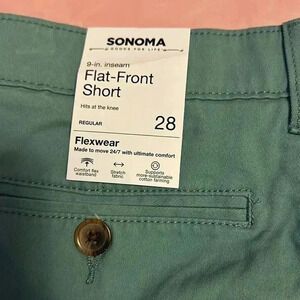 SONOMA
GOODS FOR LIFE
9-in. inseam
Flat-Front
Short
Hits at the knee
REGULAR 28
Flexwear
Made to move 24/7 with ultimate comfort
Comfort flex
waistband
Stretch
fabric
Supports
more-sustainable
cotton farming